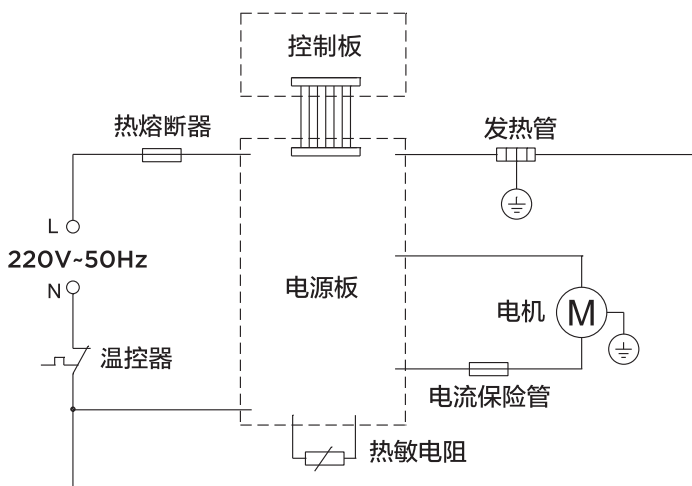 控制板
热熔断器
发热管
L
220V~50Hz
N
电源板
电机
M
温控器
电流保险管
热敏电阻